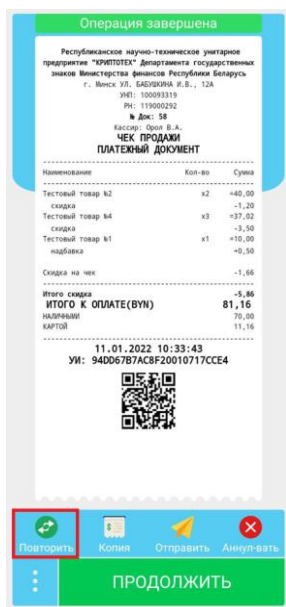 Операция завершена
Республиканское научно-техническое унитарное
предприятие "КРИПТОТЕХ" Департамента государственных
знаков Министерства финансов Республики Беларусь
г. Минск УЛ. БАБУШКИНА И.В., 12А
УНП: 100093319
РН: 119000292
№ Док: 58
Кассир: Орол В.А.
ЧЕК ПРОДАЖИ
ПЛАТЕЖНЫЙ ДОКУМЕНТ
Наименование Кол-во Сумма
Тестовый товар №2 x2 =40,00
скидка -1,20
Тестовый товар №4 x3 =37,02
скидка -3,50
Тестовый товар №1 x1 =10,00
надбавка +0,50
Скидка на чек -1,66
Итого скидка -5,86
ИТОГО К ОПЛАТЕ(BYN) 81,16
НАЛИЧНЫМИ 70,00
КАРТОЙ 11,16
11.01.2022 10:33:43
УИ: 94DD67B7AC8F20010717CCE4
Повторить Копия Отправить Аннул-вать
ПРОДОЛЖИТЬ